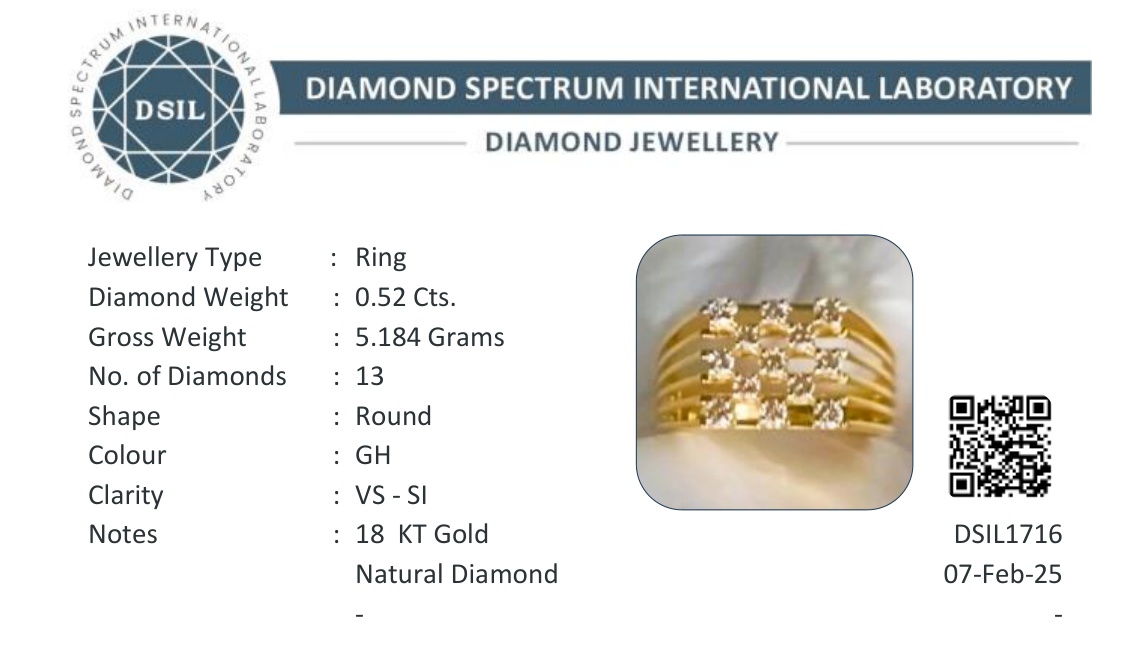 DIAMOND SPECTRUM INTERNATIONAL LABORATORY
DSIL
DIAMOND SPECTRUM INTERNATIONAL LABORATORY
DIAMOND JEWELLERY
Jewellery Type : Ring
Diamond Weight : 0.52 Cts.
Gross Weight : 5.184 Grams
No. of Diamonds : 13
Shape : Round
Colour : GH
Clarity : VS - SI
Notes : 18 KT Gold
DSIL1716
Natural Diamond
07-Feb-25
-
-